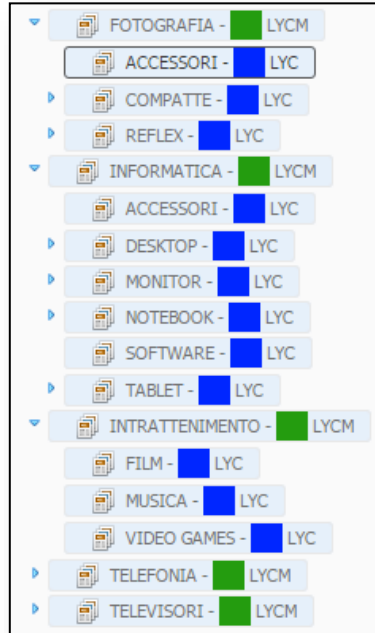 FOTOGRAFIA - LYCM
ACCESSORI - LYC
COMPATTE - LYC
REFLEX - LYC
INFORMATICA - LYCM
ACCESSORI - LYC
DESKTOP - LYC
MONITOR - LYC
NOTEBOOK - LYC
SOFTWARE - LYC
TABLET - LYC
INTRATTENIMENTO - LYCM
FILM - LYC
MUSICA - LYC
VIDEO GAMES - LYC
TELEFONIA - LYCM
TELEVISORI - LYCM